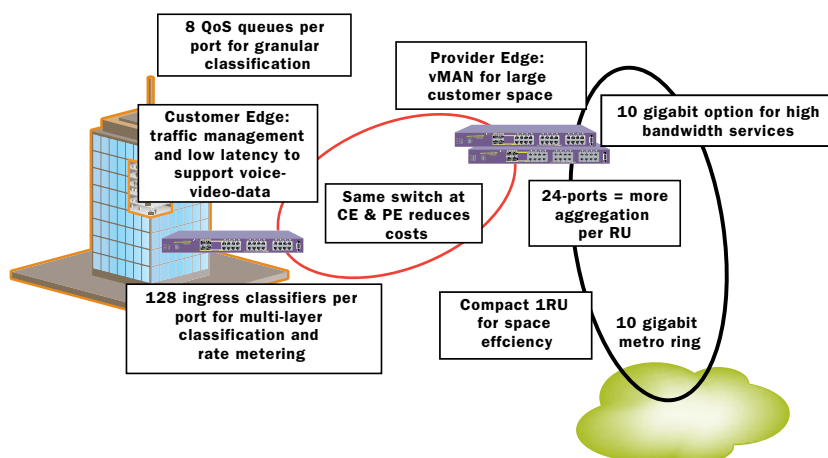 8 QoS queues per
port for granular
classification
Provider Edge:
vMAN for large
customer space
10 gigabit option for high
bandwidth services
Customer Edge:
traffic management
and low latency to
support voice-
video-data
Same switch at
CE & PE reduces
costs
24-ports = more
aggregation
per RU
128 ingress classifiers per
port for multi-layer
classification and
rate metering
Compact 1RU
for space
effciency
10 gigabit
metro ring